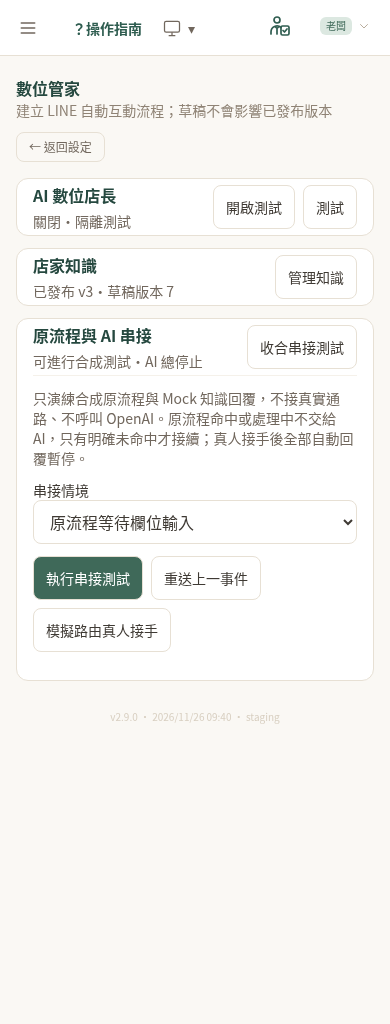 ？操作指南
▾
老闆
數位管家
建立 LINE 自動互動流程；草稿不會影響已發布版本
← 返回設定
AI 數位店長
關閉・隔離測試
開啟測試
測試
店家知識
已發布 v3・草稿版本 7
管理知識
原流程與 AI 串接
可進行合成測試・AI 總停止
收合串接測試
只演練合成原流程與 Mock 知識回覆，不接真實通
路、不呼叫 OpenAI。原流程命中或處理中不交給
AI，只有明確未命中才接續；真人接手後全部自動回
覆暫停。
串接情境
原流程等待欄位輸入
執行串接測試
重送上一事件
模擬路由真人接手
v2.9.0 ・ 2026/11/26 09:40 ・ staging